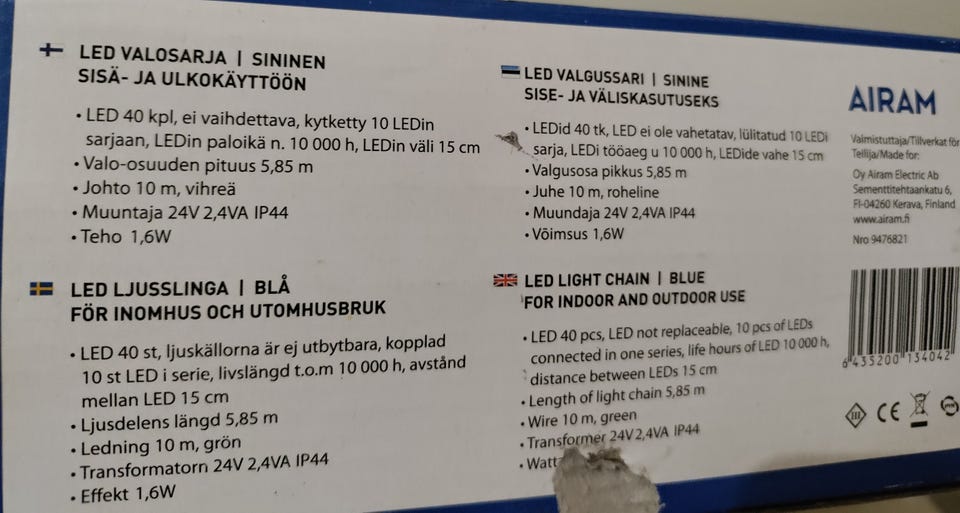 LED VALOSARJA | SININEN
SISÄ- JA ULKOKÄYTTÖÖN
• LED 40 kpl, ei vaihdettava, kytketty 10 LEDin
sarjaan, LEDin paloikä n. 10 000 h, LEDin väli 15 cm
• Valo-osuuden pituus 5,85 m
• Johto 10 m, vihreä
• Muuntaja 24V 2,4VA IP44
• Teho 1,6W
LED LJUSSLINGA | BLÅ
FÖR INOMHUS OCH UTOMHUSBRUK
• LED 40 st, ljuskällorna är ej utbytbara, kopplad
10 st LED i serie, livslängd t.o.m 10 000 h, avstånd
mellan LED 15 cm
• Ljusdelens längd 5,85 m
• Ledning 10 m, grön
• Transformatorn 24V 2,4VA IP44
• Effekt 1,6W
LED VALGUSSARI | SININE
SISE- JA VÄLISKASUTUSEKS
• LEDid 40 tk, LED ei ole vahetatav, lülitatud 10 LEDi
sarja, LEDi tööaeg u 10 000 h, LEDide vahe 15 cm
• Valgusosa pikkus 5,85 m
• Juhe 10 m, roheline
• Muundaja 24V 2,4VA IP44
• Võimsus 1,6W
LED LIGHT CHAIN | BLUE
FOR INDOOR AND OUTDOOR USE
• LED 40 pcs, LED not replaceable, 10 pcs of LEDs
connected in one series, life hours of LED 10 000 h,
distance between LEDs 15 cm
• Length of light chain 5,85 m
• Wire 10 m, green
• Transformer 24V 2,4VA IP44
• Watt
AIRAM
Valmistuttaja/Tillverkat för
Tellija/Made for:
Oy Airam Electric Ab
Sementtitehtaankatu 6,
FI-04260 Kerava, Finland
www.airam.fi
Nro 9476821
6 435200 134042
III CE